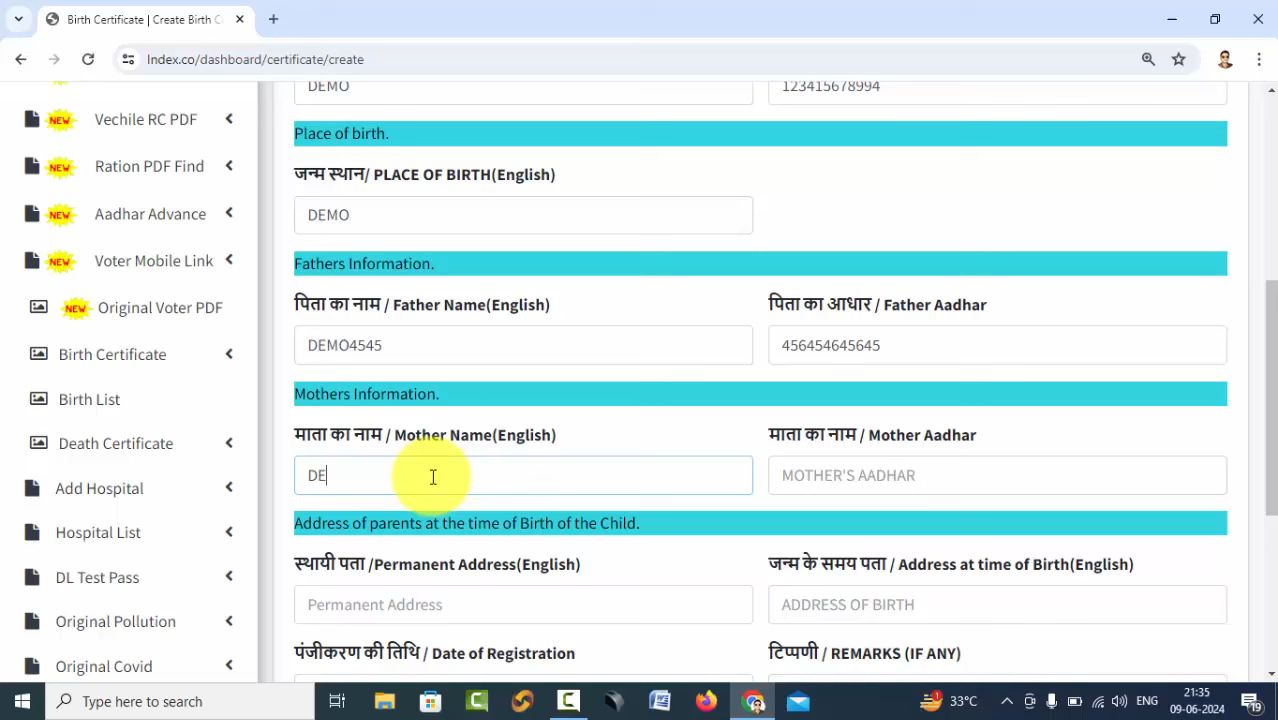 Birth Certificate | Create Birth C
Index.co/dashboard/certificate/create
NEW Vechile RC PDF
NEW Ration PDF Find
NEW Aadhar Advance
NEW Voter Mobile Link
NEW Original Voter PDF
Birth Certificate
Birth List
Death Certificate
Add Hospital
Hospital List
DL Test Pass
Original Pollution
Original Covid
DEMO 123415678994
Place of birth.
जन्म स्थान/ PLACE OF BIRTH(English)
DEMO
Fathers Information.
पिता का नाम / Father Name(English) पिता का आधार / Father Aadhar
DEMO4545 456454645645
Mothers Information.
माता का नाम / Mother Name(English) माता का नाम / Mother Aadhar
DE MOTHER'S AADHAR
Address of parents at the time of Birth of the Child.
स्थायी पता /Permanent Address(English) जन्म के समय पता / Address at time of Birth(English)
Permanent Address ADDRESS OF BIRTH
पंजीकरण की तिथि / Date of Registration टिप्पणी / REMARKS (IF ANY)
Type here to search 33°C ENG 21:35
09-06-2024 19